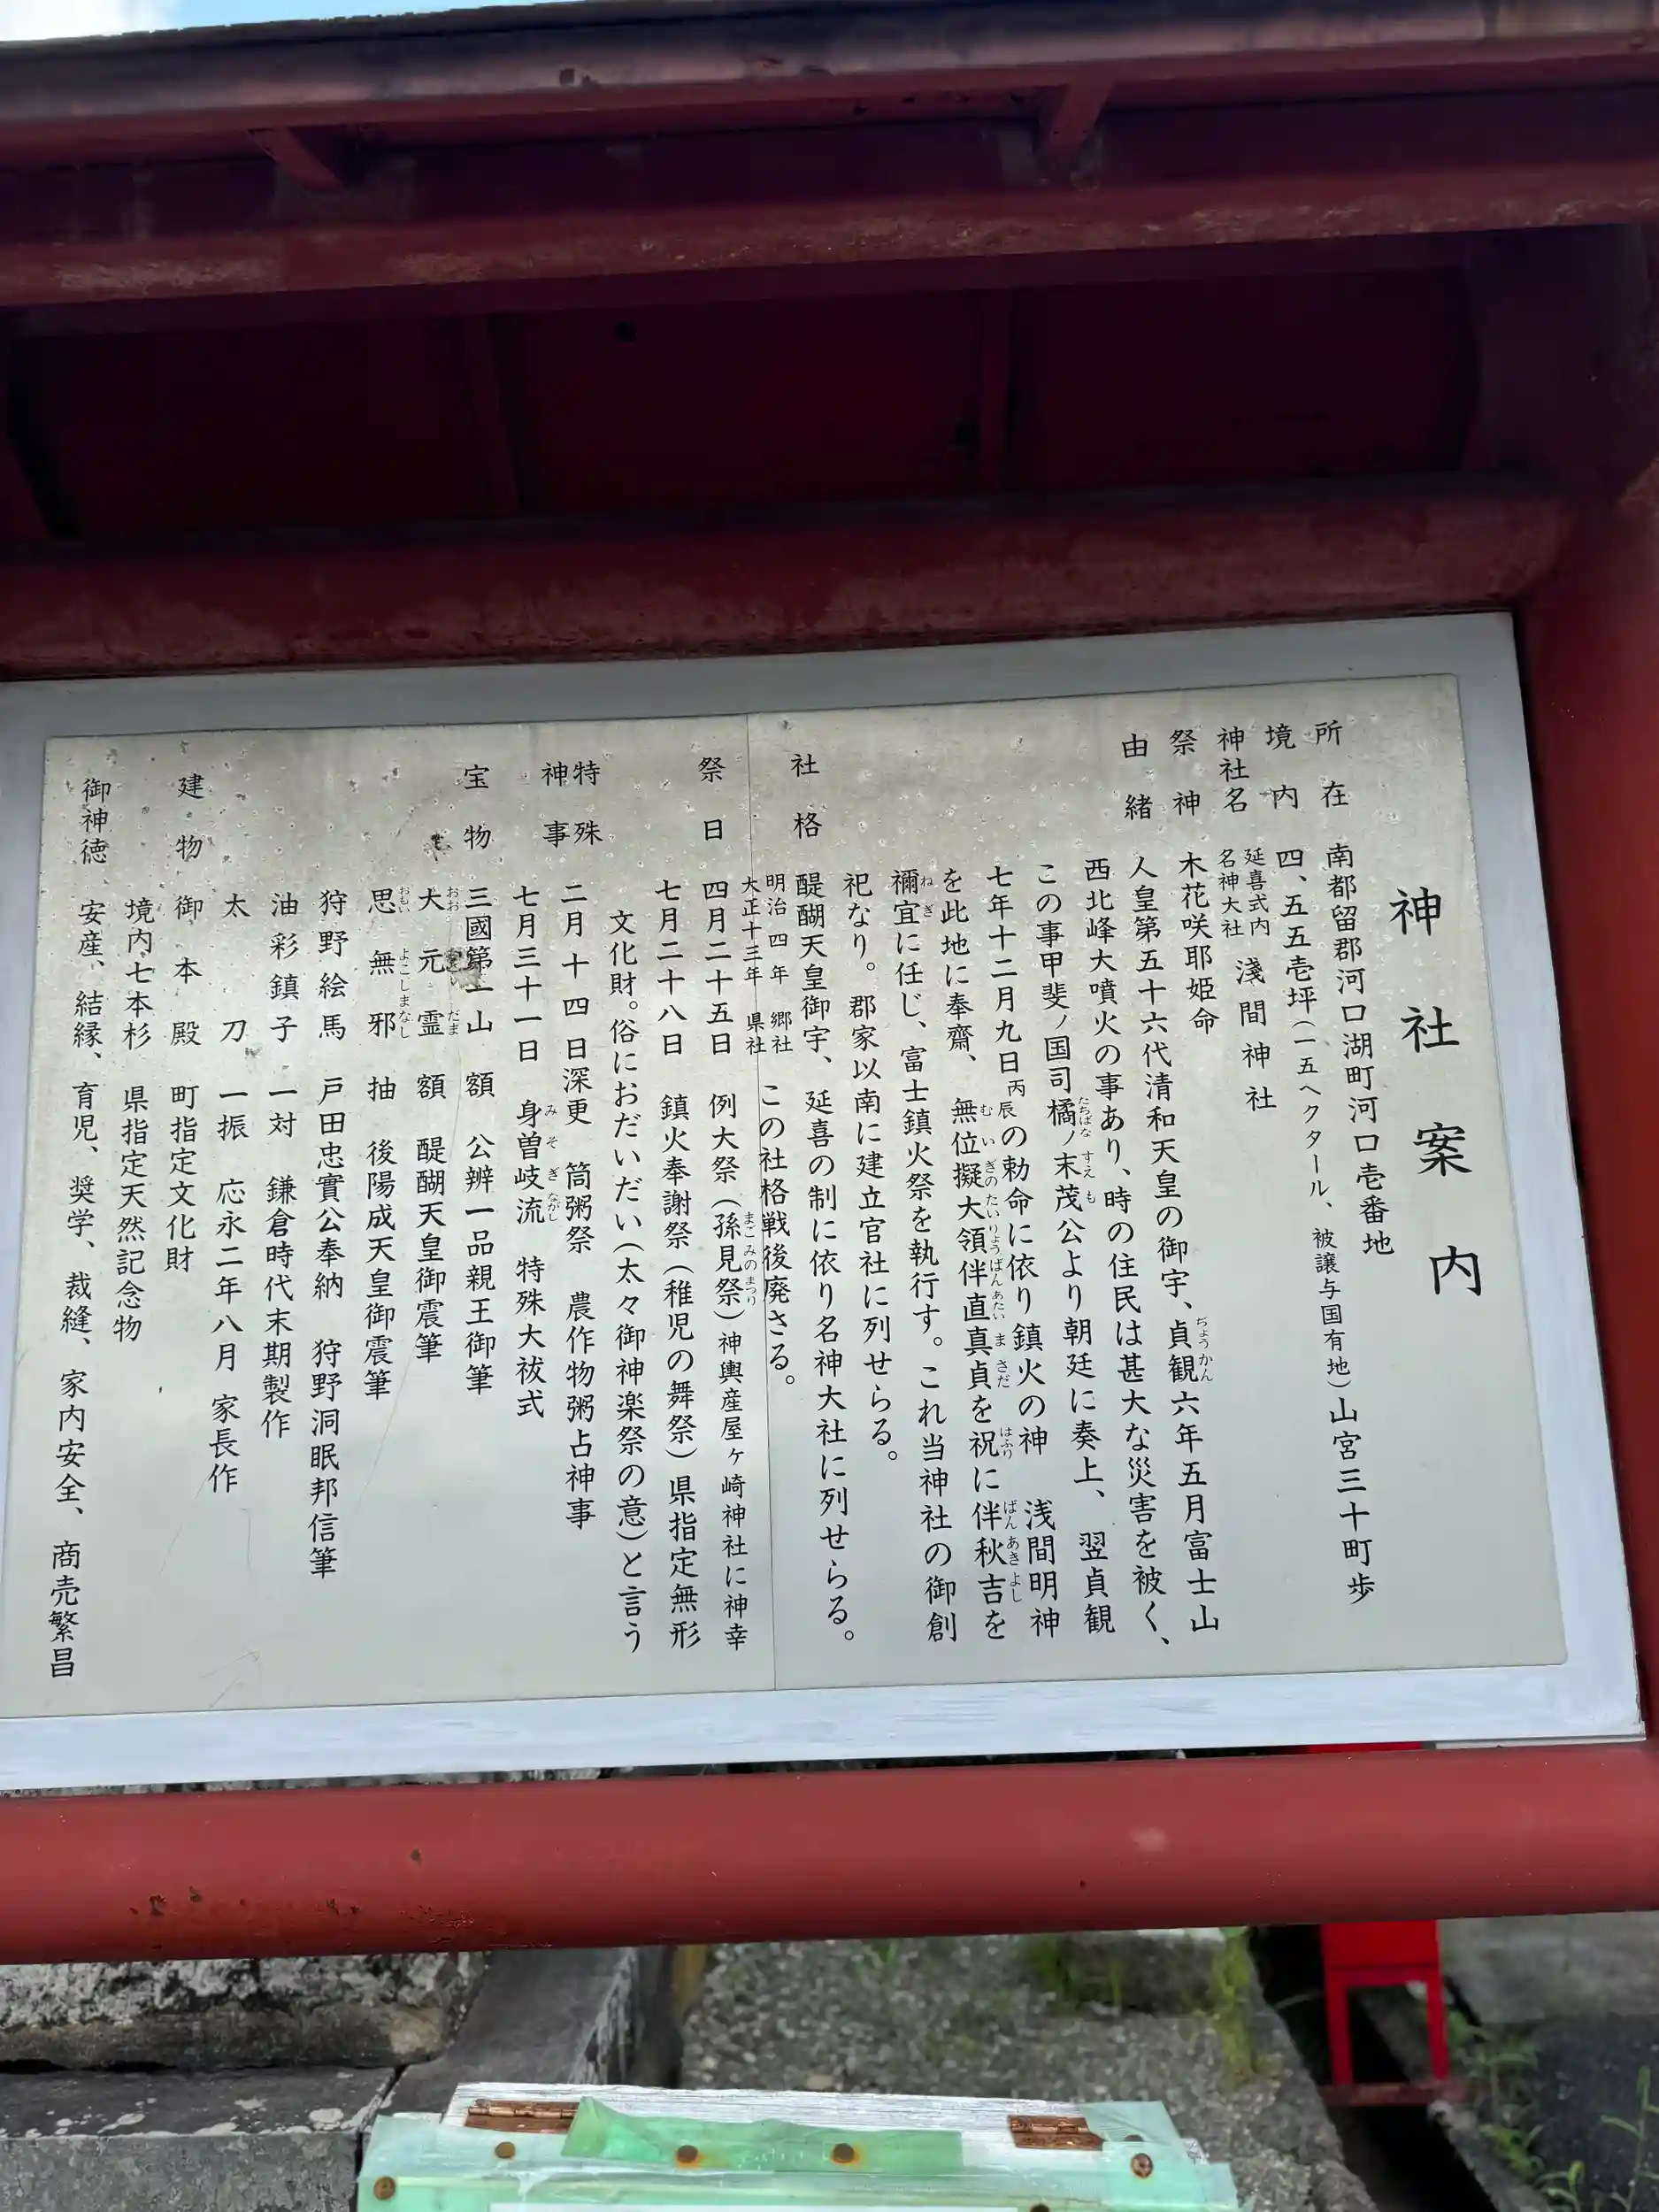 神社案内
所在 南都留郡河口湖町河口壱番地
境内 四、五五壱坪(一五ヘクタール、被譲与国有地)山宮三十町歩
神社名 延喜式内 名神大社 淺間神社
祭神 木花咲耶姫命
由緒 人皇第五十六代清和天皇の御宇、貞観六年五月富士山
西北峰大噴火の事あり、時の住民は甚大な災害を被く、
この事甲斐ノ国司橘ノ末茂公より朝廷に奏上、翌貞観
七年十二月九日丙辰の勅命に依り鎮火の神 浅間明神
を此地に奉齋、 無位擬大領伴直真貞を祝に伴秋吉を
禰宜に任じ、富士鎮火祭を執行す。これ当神社の御創
祀なり。郡家以南に建立官社に列せらる。
社格 醍醐天皇御宇、延喜の制に依り名神大社に列せらる。
明治四年 郷社 大正十三年 県社 この社格戦後廃さる。
祭日 四月二十五日 例大祭(孫見祭)神輿産屋ヶ崎神社に神幸
七月二十八日 鎮火奉謝祭(稚児の舞祭)県指定無形
文化財。俗におだいだい(太々御神楽祭の意)と言う
特殊神事 二月十四日深更 筒粥祭 農作物粥占神事
七月三十一日 身曽岐流 特殊大祓式
宝物 三國第一山 額 公辨一品親王御筆
大元霊 額 醍醐天皇御震筆
思無邪 抽 後陽成天皇御震筆
狩野絵馬 戸田忠實公奉納 狩野洞眠邦信筆
油彩鎮子 一対 鎌倉時代末期製作
太刀 一振 応永二年八月 家長作
建物 御本殿 町指定文化財
境内七本杉 県指定天然記念物
御神徳 安産、結縁、育児、奨学、裁縫、家内安全、商売繁昌